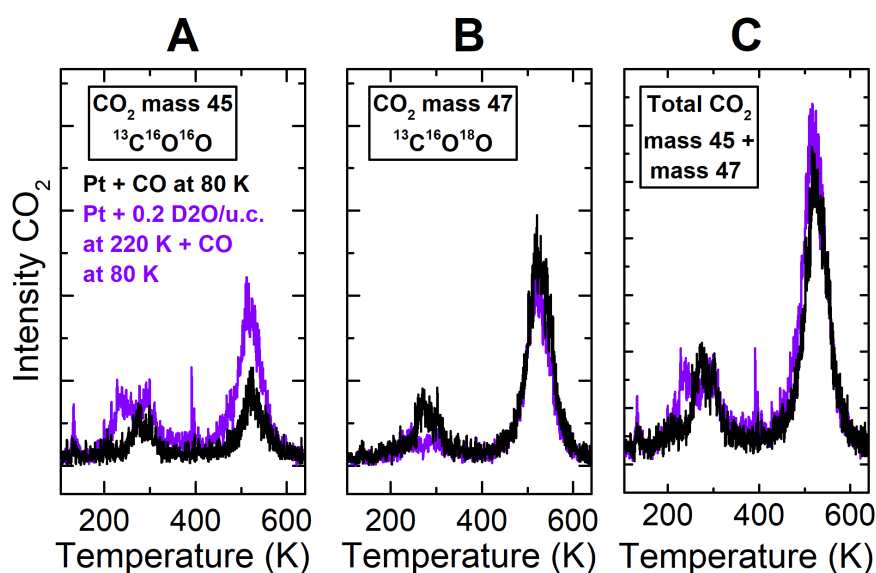 A
B
C
CO₂ mass 45
¹³C¹⁶O¹⁶O
CO₂ mass 47
¹³C¹⁶O¹⁸O
Total CO₂
mass 45 +
mass 47
Pt + CO at 80 K
Pt + 0.2 D2O/u.c.
at 220 K + CO
at 80 K
Intensity CO₂
200 400 600
200 400 600
200 400 600
Temperature (K)
Temperature (K)
Temperature (K)